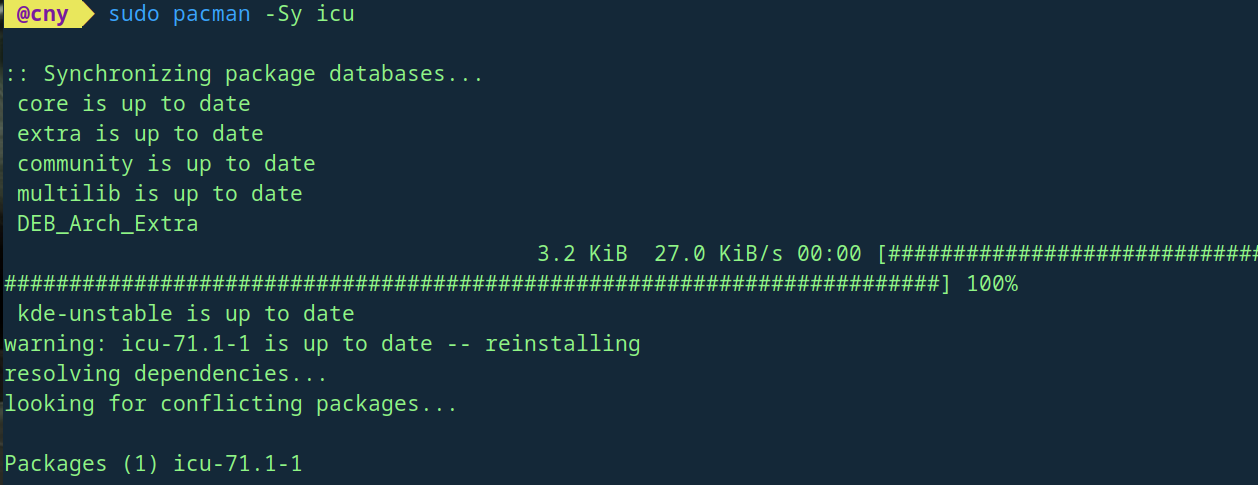 @cny sudo pacman -Sy icu
:: Synchronizing package databases...
core is up to date
extra is up to date
community is up to date
multilib is up to date
DEB_Arch_Extra
3.2 KiB 27.0 KiB/s 00:00 [#############################
########################################################################] 100%
kde-unstable is up to date
warning: icu-71.1-1 is up to date -- reinstalling
resolving dependencies...
looking for conflicting packages...
Packages (1) icu-71.1-1